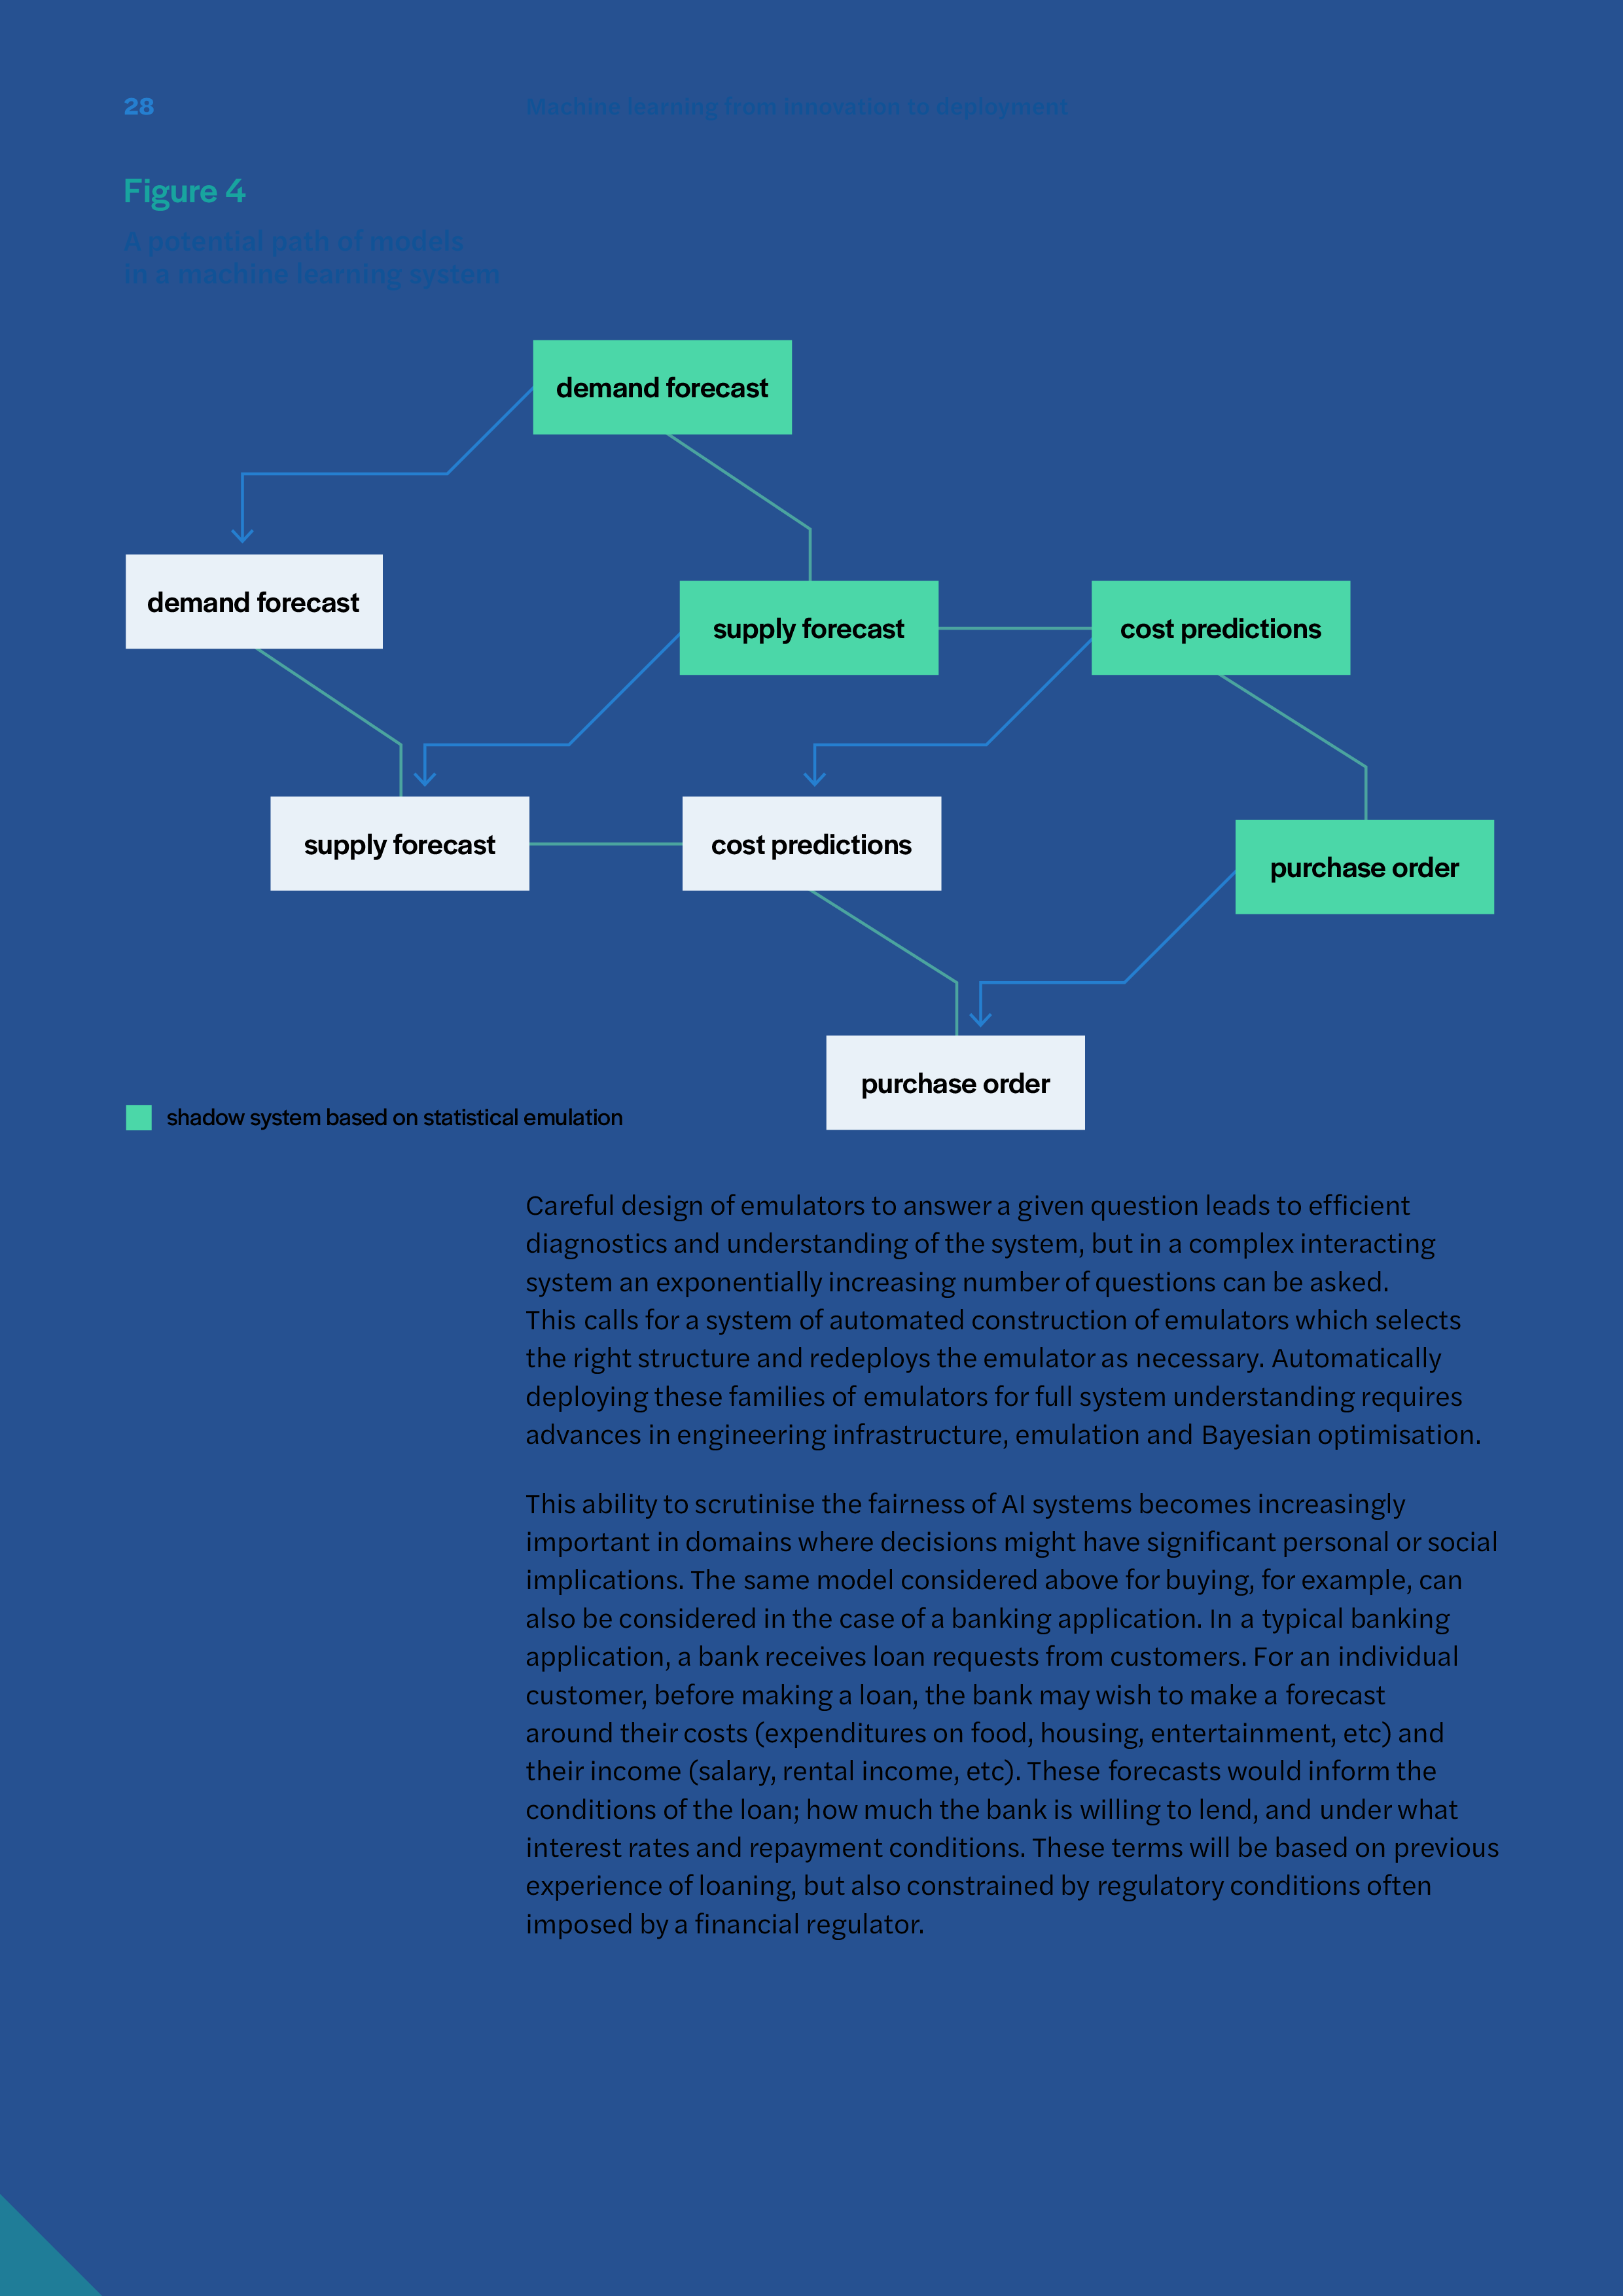 28
Machine learning from innovation to deployment
Figure 4
A potential path of models
in a machine learning system
demand forecast
demand forecast
supply forecast
cost predictions
supply forecast
cost predictions
purchase order
purchase order
shadow system based on statistical emulation
Careful design of emulators to answer a given question leads to efficient
diagnostics and understanding of the system, but in a complex interacting
system an exponentially increasing number of questions can be asked.
This calls for a system of automated construction of emulators which selects
the right structure and redeploys the emulator as necessary. Automatically
deploying these families of emulators for full system understanding requires
advances in engineering infrastructure, emulation and Bayesian optimisation.
This ability to scrutinise the fairness of AI systems becomes increasingly
important in domains where decisions might have significant personal or social
implications. The same model considered above for buying, for example, can
also be considered in the case of a banking application. In a typical banking
application, a bank receives loan requests from customers. For an individual
customer, before making a loan, the bank may wish to make a forecast
around their costs (expenditures on food, housing, entertainment, etc) and
their income (salary, rental income, etc). These forecasts would inform the
conditions of the loan; how much the bank is willing to lend, and under what
interest rates and repayment conditions. These terms will be based on previous
experience of loaning, but also constrained by regulatory conditions often
imposed by a financial regulator.